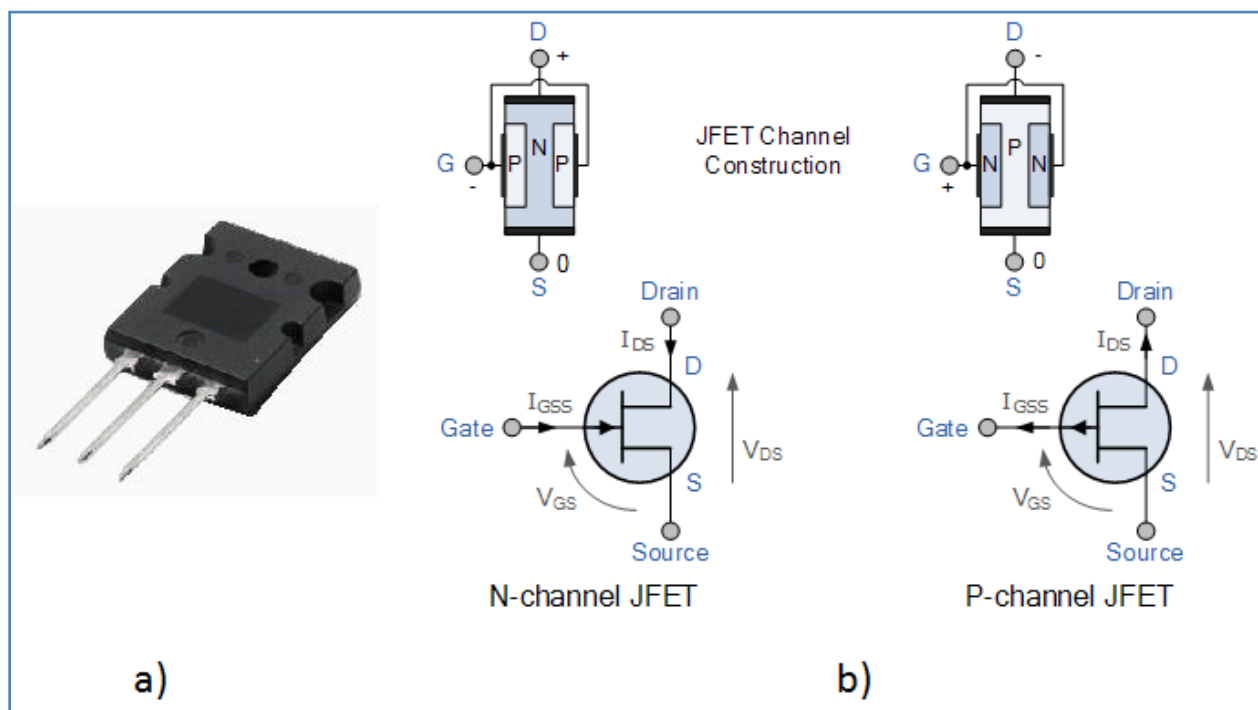 D
+
P
N
P
G
-
0
S
JFET Channel
Construction
D
-
N
P
N
G
+
0
S
Drain
IDS
D
IGSS
Gate
VDS
VGS
S
Source
N-channel JFET
Drain
IDS
D
IGSS
Gate
VDS
VGS
S
Source
P-channel JFET
a)
b)